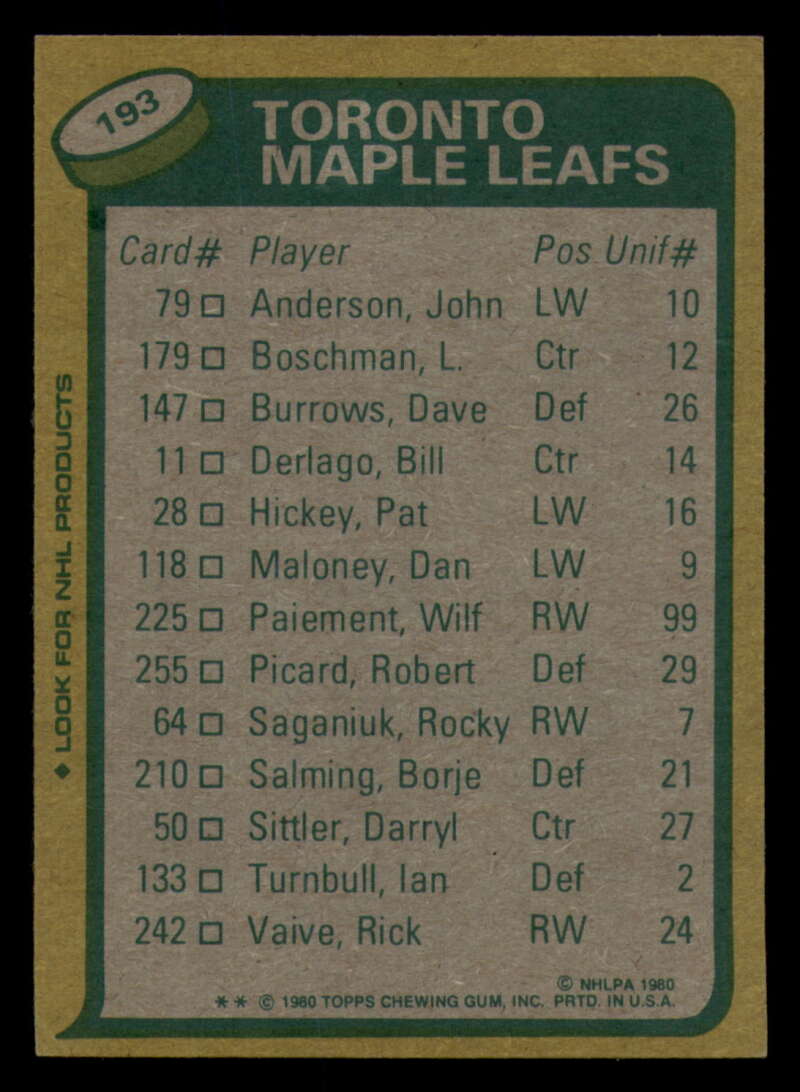 193
TORONTO
MAPLE LEAFS
Card# Player Pos Unif#
79 □ Anderson, John LW 10
179 □ Boschman, L. Ctr 12
147 □ Burrows, Dave Def 26
11 □ Derlago, Bill Ctr 14
28 □ Hickey, Pat LW 16
118 □ Maloney, Dan LW 9
225 □ Paiement, Wilf RW 99
255 □ Picard, Robert Def 29
64 □ Saganiuk, Rocky RW 7
210 □ Salming, Borje Def 21
50 □ Sittler, Darryl Ctr 27
133 □ Turnbull, Ian Def 2
242 □ Vaive, Rick RW 24
© NHLPA 1980
** © 1980 TOPPS CHEWING GUM, INC. PRTD. IN U.S.A.
◆ LOOK FOR NHL PRODUCTS